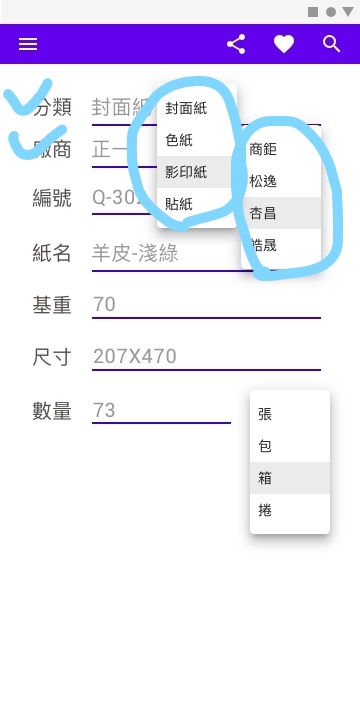 分類 封面紙
廠商 正一
編號 Q-302
紙名 羊皮-淺綠
基重 70
尺寸 207X470
數量 73
封面紙
色紙
影印紙
貼紙
商鉅
松逸
杏昌
皓晟
張
包
箱
捲